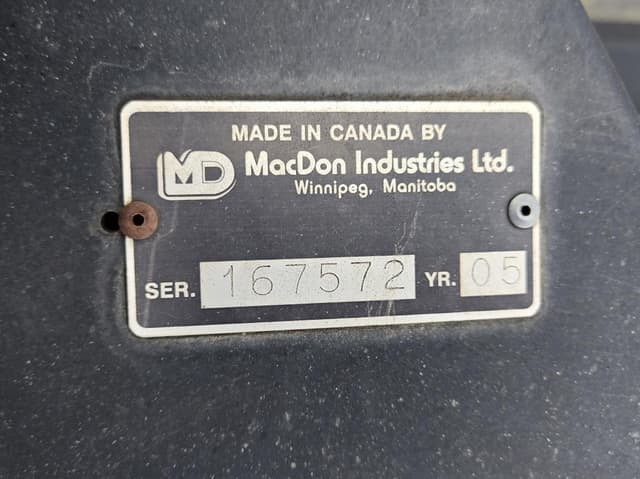 MADE IN CANADA BY
MD MacDon Industries Ltd.
Winnipeg, Manitoba
SER. 167572 YR. 05